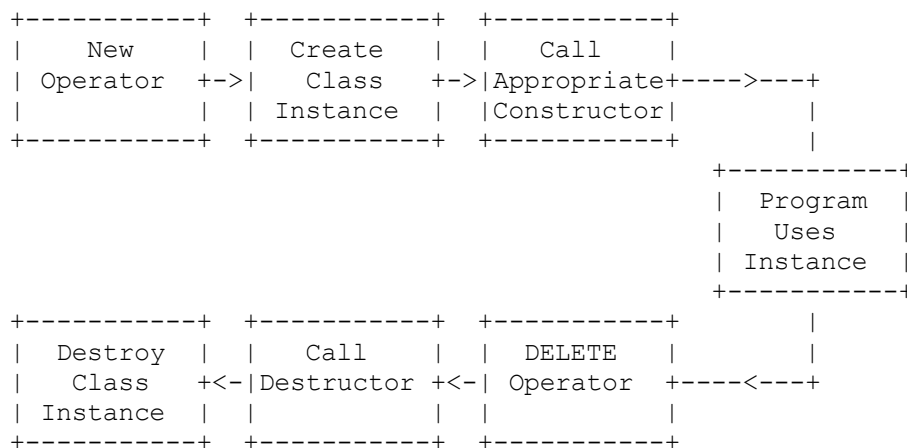 New
Operator
Create
Class
Instance
Call
Appropriate
Constructor
Program
Uses
Instance
DELETE
Operator
Call
Destructor
Destroy
Class
Instance